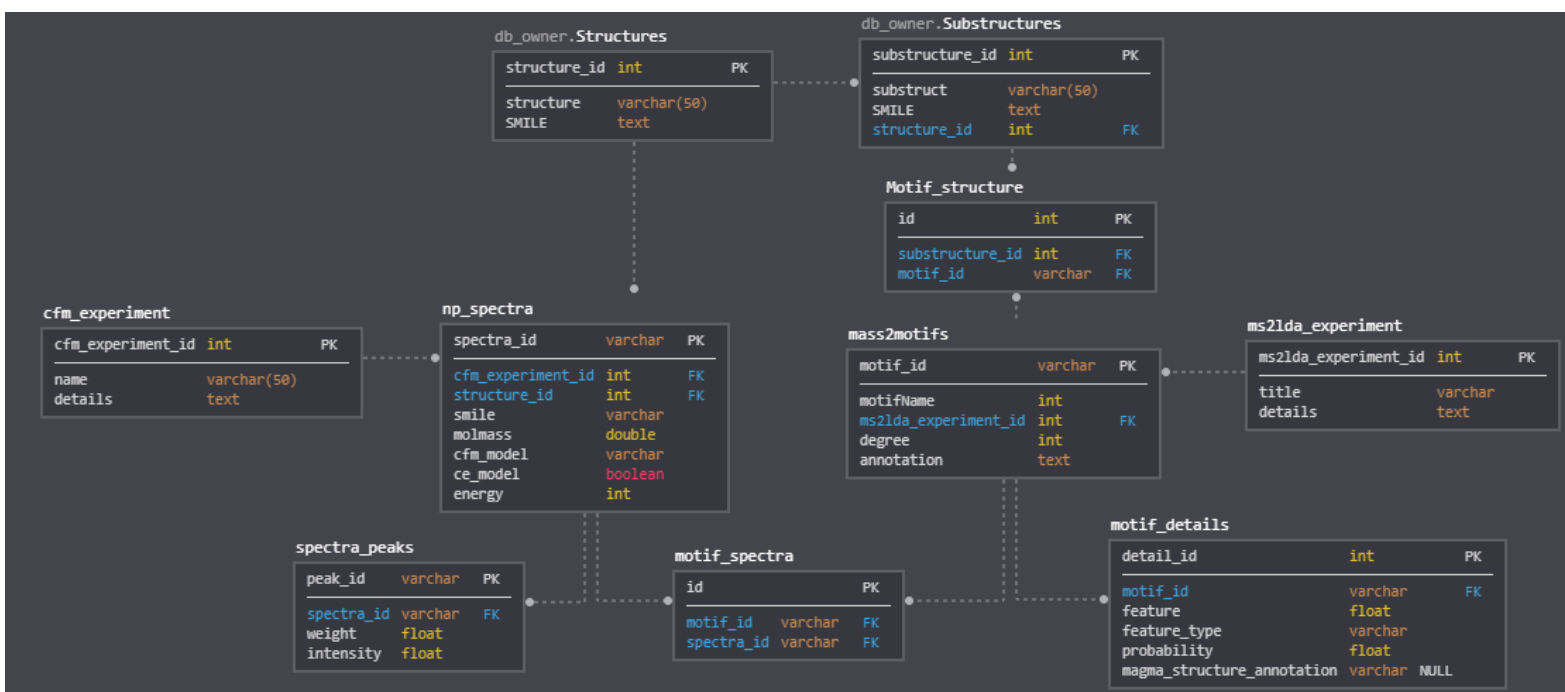 db_owner.Structures
structure_id int PK
structure varchar(50)
SMILE text
db_owner.Substructures
substructure_id int PK
substruct varchar(50)
SMILE text
structure_id int FK
Motif_structure
id int PK
substructure_id int FK
motif_id varchar FK
cfm_experiment
cfm_experiment_id int PK
name varchar(50)
details text
np_spectra
spectra_id varchar PK
cfm_experiment_id int FK
structure_id int FK
smile varchar
molmass double
cfm_model varchar
ce_model boolean
energy int
mass2motifs
motif_id varchar PK
motifName int
ms2lda_experiment_id int FK
degree int
annotation text
ms2lda_experiment
ms2lda_experiment_id int PK
title varchar
details text
spectra_peaks
peak_id varchar PK
spectra_id varchar FK
weight float
intensity float
motif_spectra
id PK
motif_id varchar FK
spectra_id varchar FK
motif_details
detail_id int PK
motif_id varchar FK
feature float
feature_type varchar
probability float
magma_structure_annotation varchar NULL